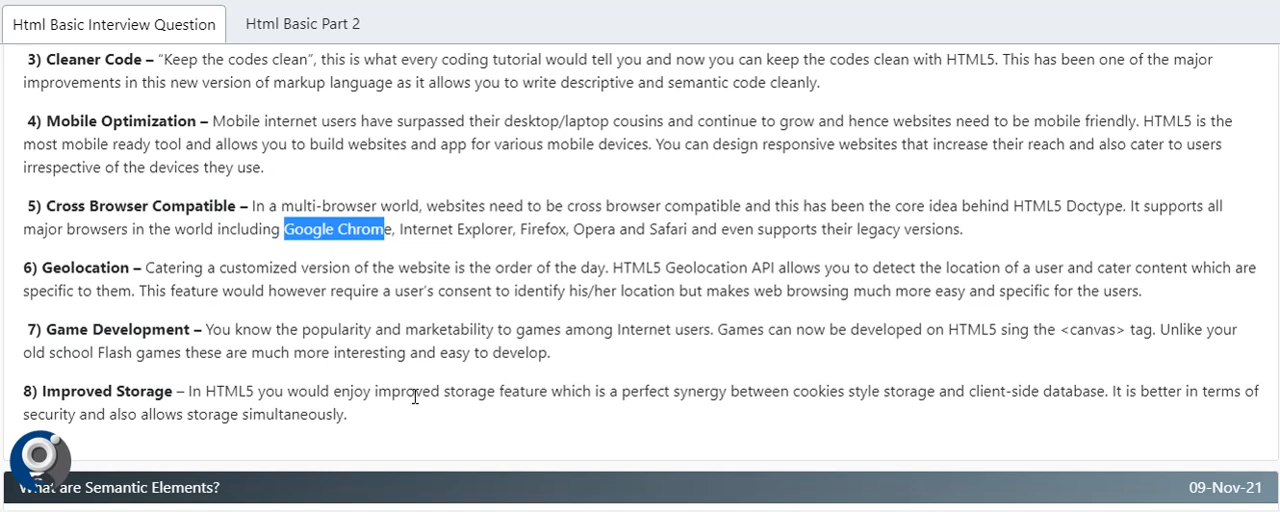 Html Basic Interview Question
Html Basic Part 2
3) Cleaner Code – “Keep the codes clean”, this is what every coding tutorial would tell you and now you can keep the codes clean with HTML5. This has been one of the major
improvements in this new version of markup language as it allows you to write descriptive and semantic code cleanly.
4) Mobile Optimization – Mobile internet users have surpassed their desktop/laptop cousins and continue to grow and hence websites need to be mobile friendly. HTML5 is the
most mobile ready tool and allows you to build websites and app for various mobile devices. You can design responsive websites that increase their reach and also cater to users
irrespective of the devices they use.
5) Cross Browser Compatible – In a multi-browser world, websites need to be cross browser compatible and this has been the core idea behind HTML5 Doctype. It supports all
major browsers in the world including Google Chrome, Internet Explorer, Firefox, Opera and Safari and even supports their legacy versions.
6) Geolocation – Catering a customized version of the website is the order of the day. HTML5 Geolocation API allows you to detect the location of a user and cater content which are
specific to them. This feature would however require a user’s consent to identify his/her location but makes web browsing much more easy and specific for the users.
7) Game Development – You know the popularity and marketability to games among Internet users. Games can now be developed on HTML5 sing the <canvas> tag. Unlike your
old school Flash games these are much more interesting and easy to develop.
8) Improved Storage – In HTML5 you would enjoy improved storage feature which is a perfect synergy between cookies style storage and client-side database. It is better in terms of
security and also allows storage simultaneously.
What are Semantic Elements?
09-Nov-21